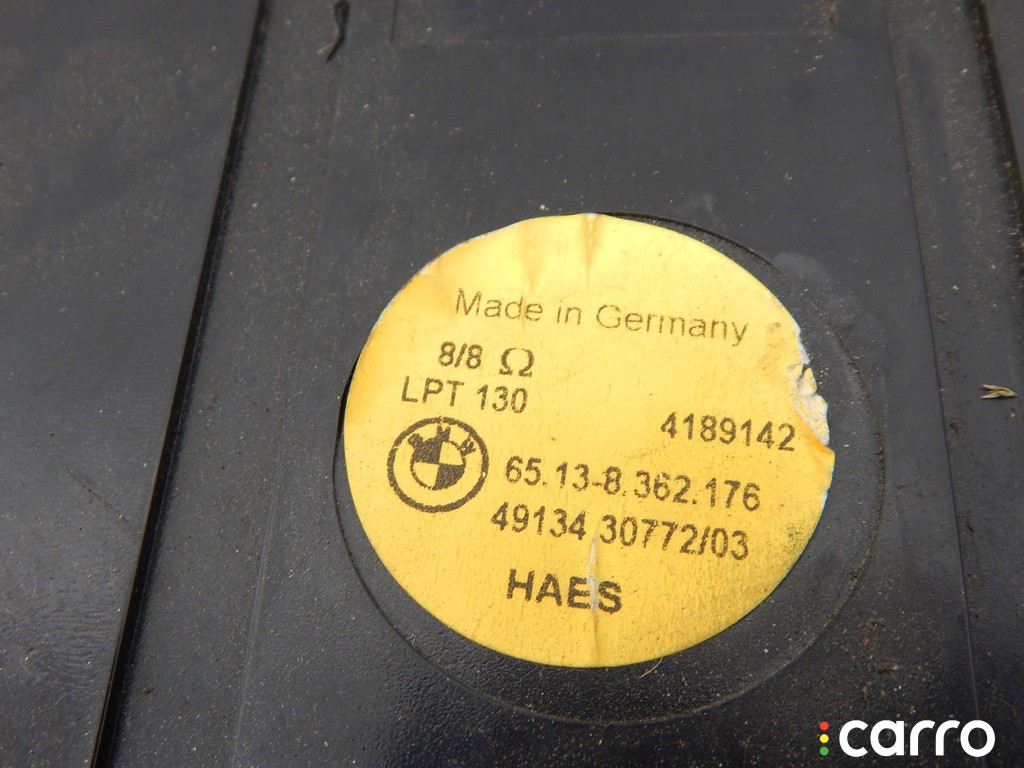 Made in Germany
8/8 Ω
LPT 130
4189142
65.13-8.362.176
49134 30772/03
HAES
carro